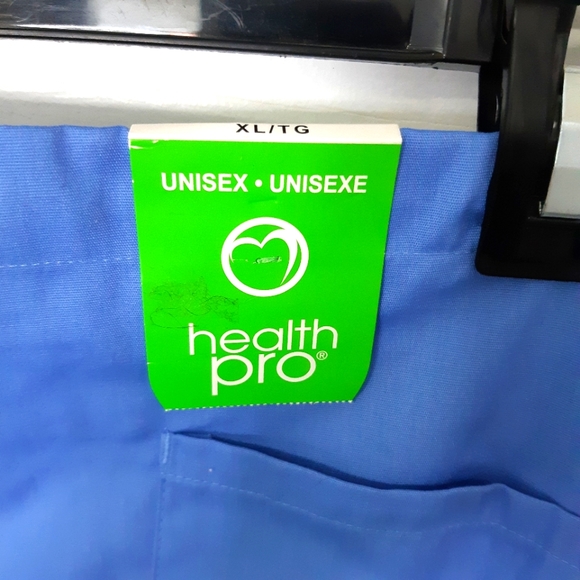 XL/TG
UNISEX • UNISEXE
health
pro®